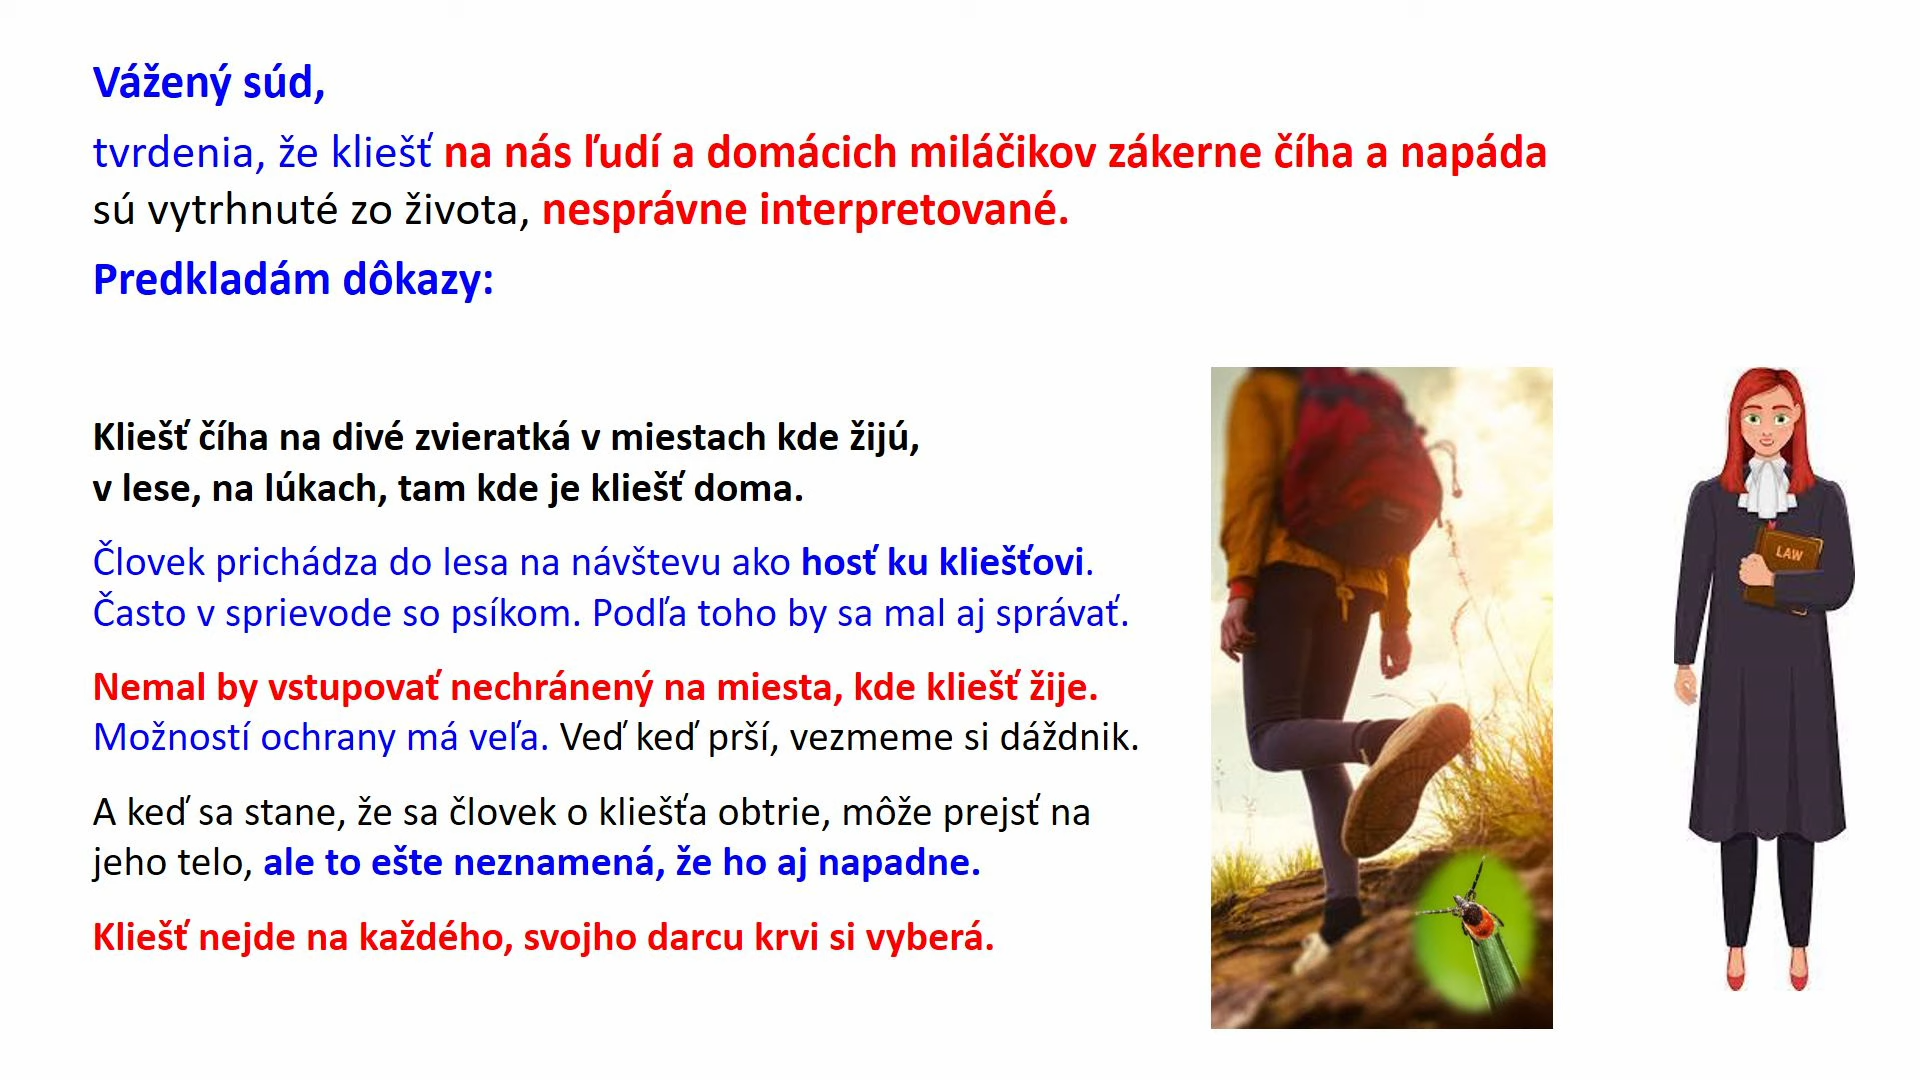 Vážený súd,
tvrdenia, že kliešť na nás ľudí a domácich miláčikov zákerne číha a napáda
sú vytrhnuté zo života, nesprávne interpretované.
Predkladám dôkazy:
Kliešť číha na divé zvieratká v miestach kde žijú,
v lese, na lúkach, tam kde je kliešť doma.
Človek prichádza do lesa na návštevu ako hosť ku kliešťovi.
Často v sprievode so psíkom. Podľa toho by sa mal aj správať.
Nemal by vstupovať nechránený na miesta, kde kliešť žije.
Možností ochrany má veľa. Veď keď prší, vezmeme si dáždnik.
A keď sa stane, že sa človek o kliešťa obtrie, môže prejsť na
jeho telo, ale to ešte neznamená, že ho aj napadne.
Kliešť nejde na každého, svojho darcu krvi si vyberá.
LAW